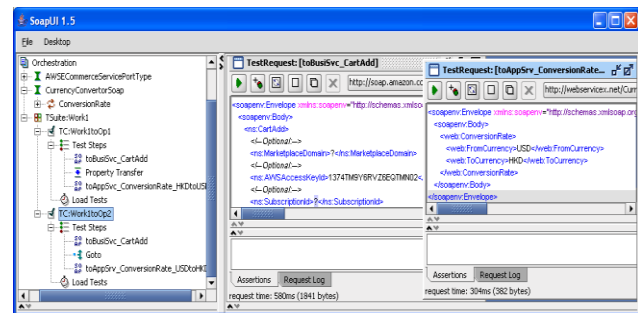 SoapUI 1.5
File Desktop
Orchestration
AWSECommerceServicePortType
CurrencyConvertorSoap
ConversionRate
TSuite:Work1
TC:Work1toOp1
Test Steps
toBusiSvc_CartAdd
Property Transfer
toAppSrv_ConversionRate_HKDtoUSI
Load Tests
TC:Work1toOp2
Test Steps
toBusiSvc_CartAdd
Goto
toAppSrv_ConversionRate_USDtoHKI
Load Tests
TestRequest: [toBusiSvc_CartAdd]
http://soap.amazon.co
<soapenv:Envelope xmlns:soapenv="http://schemas.xmlsoa
<soapenv:Body>
<ns:CartAdd>
<!--Optional:-->
<ns:MarketplaceDomain>?</ns:MarketplaceDomain>
<!--Optional:-->
<ns:AWSAccessKeyId>1374TM9Y6RVZ6EQTMN02<
<!--Optional:-->
<ns:SubscriptionId>?</ns:SubscriptionId>
Assertions Request Log
request time: 580ms (1841 bytes)
TestRequest: [toAppSrv_ConversionRate...
http://webservicex.net/Curr
<soapenv:Envelope xmlns:soapenv="http://schemas.xmlsoap.org
<soapenv:Body>
<web:ConversionRate>
<web:FromCurrency>USD</web:FromCurrency>
<web:ToCurrency>HKD</web:ToCurrency>
</web:ConversionRate>
</soapenv:Body>
</soapenv:Envelope>
Assertions Request Log
request time: 304ms (382 bytes)